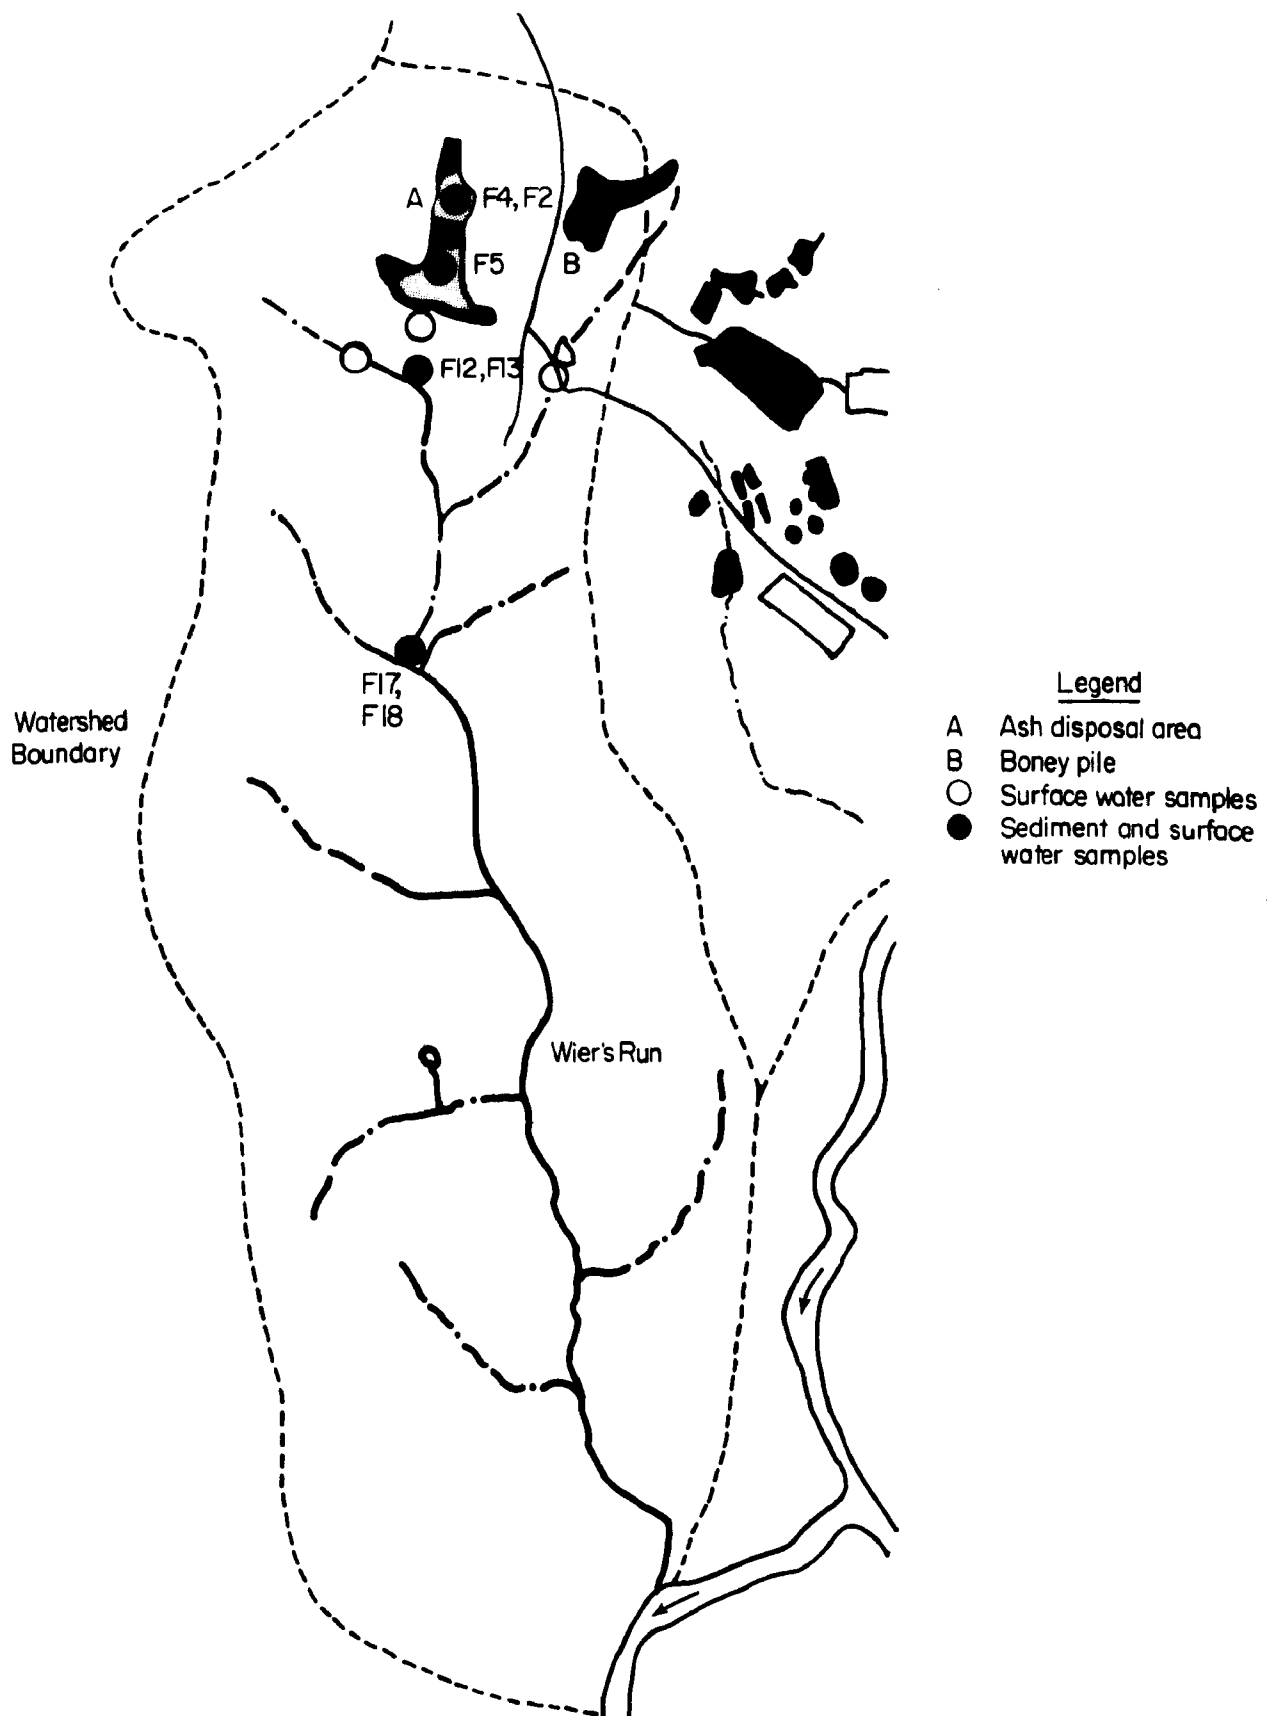 A
F4, F2
F5
B
F12, F13
F17,
F18
Watershed
Boundary
Wier's Run
Legend
A Ash disposal area
B Boney pile
Surface water samples
Sediment and surface
water samples